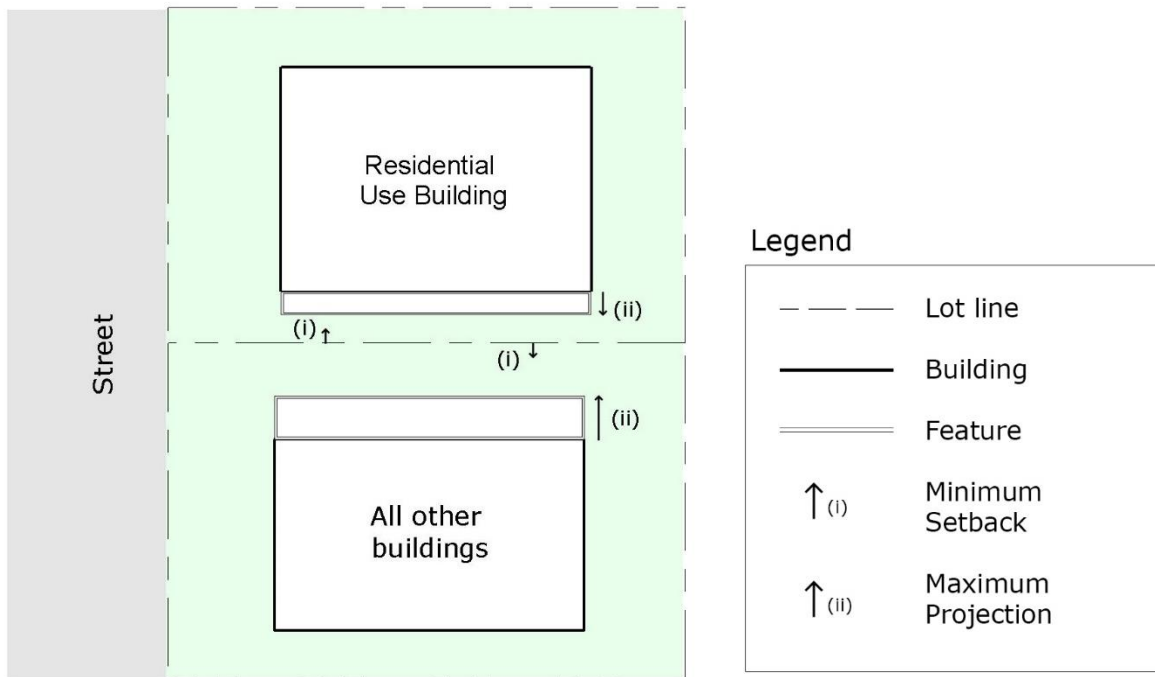 Street
Residential
Use Building
(ii)
(i)
(i)
(ii)
All other
buildings
Legend
Lot line
Building
Feature
(i)
Minimum
Setback
(ii)
Maximum
Projection